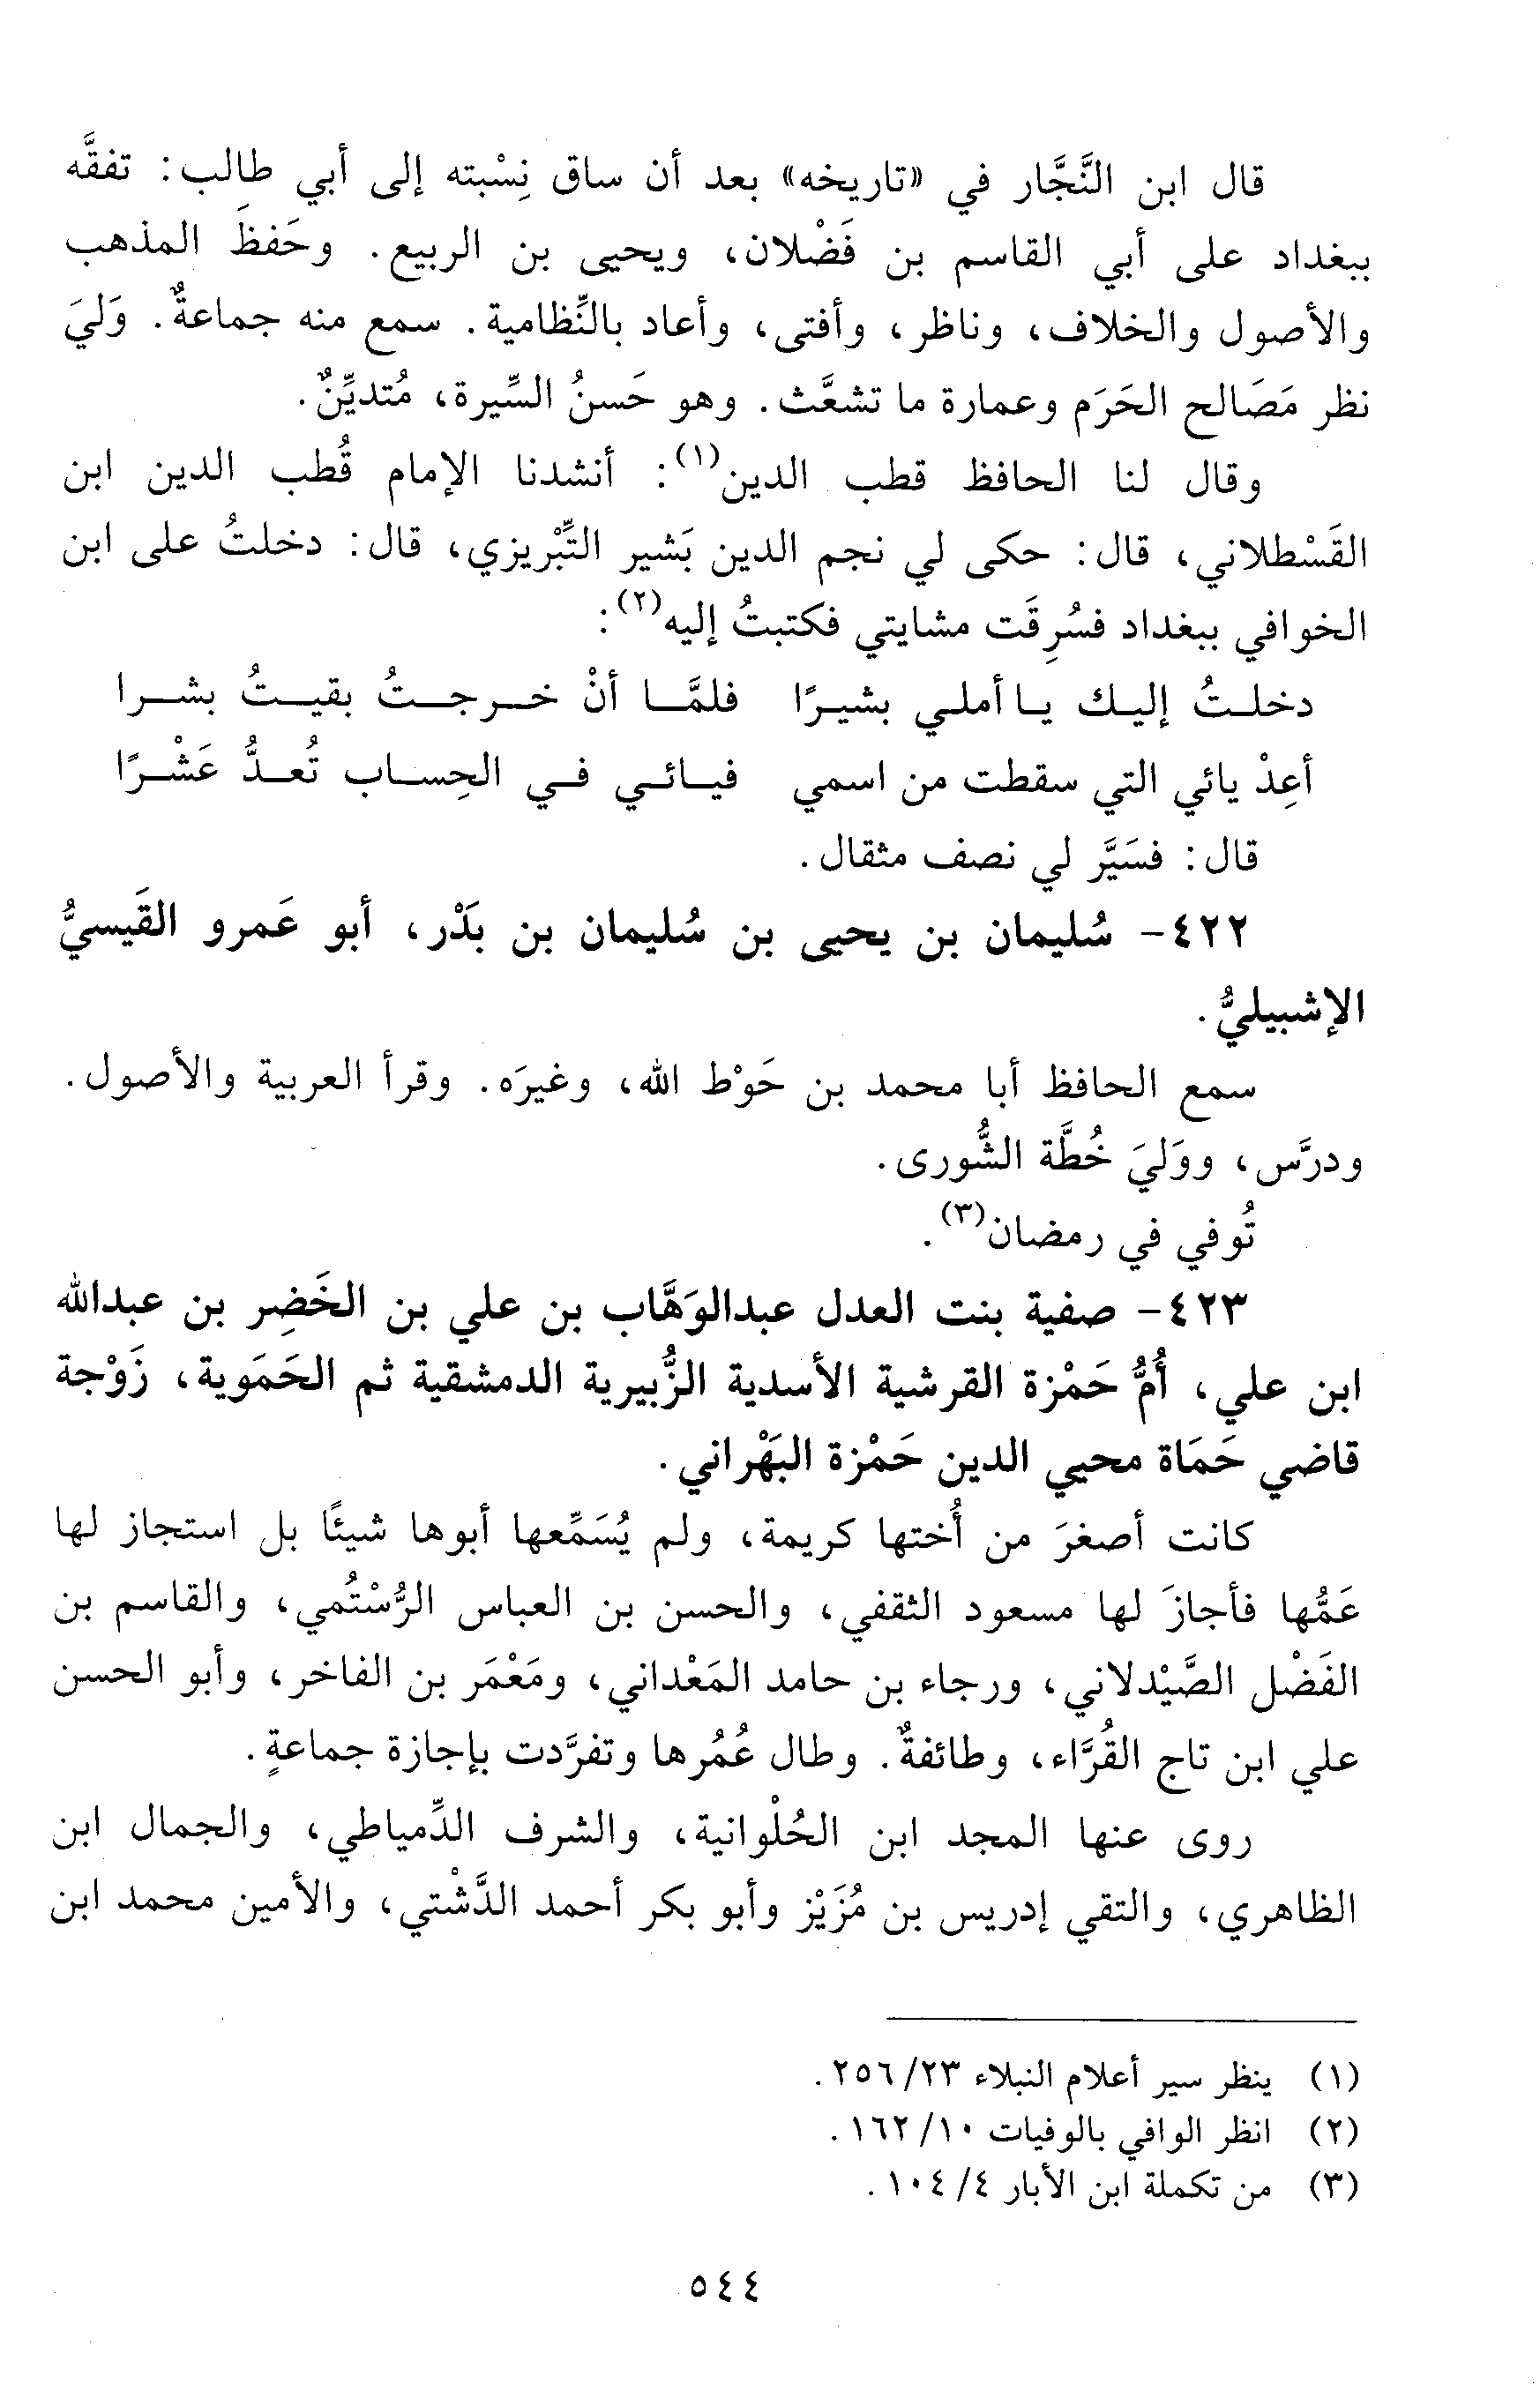 قال ابن النَّجَّار في «تاريخه» بعد أن ساق نِسْبته إلى أبي طالب: تفقَّه
ببغداد على أبي القاسم بن فَضْلان، ويحيى بن الربيع. وحَفظَ المذهب
والأصول والخلاف، وناظر، وأفتى، وأعاد بالنِّظامية. سمع منه جماعةٌ. وَليَ
نظر مَصَالح الحَرَم وعمارة ما تشعَّث. وهو حَسنُ السِّيرة، مُتديِّنٌ.
وقال لنا الحافظ قطب الدين(١): أنشدنا الإمام قُطب الدين ابن
القَسْطلاني، قال: حكى لي نجم الدين بَشير التِّبْريزي، قال: دخلتُ على ابن
الخوافي ببغداد فسُرِقَت مشايتي فكتبتُ إليه(٢):
دخلتُ إليك يا أملي بشيرًا فلمَّا أنْ خرجتُ بقيتُ بشرا
أعِدْ يائي التي سقطت من اسمي فيائي في الحِساب تُعدُّ عَشْرًا
قال: فسَيَّر لي نصف مثقال.
٤٢٢- سُليمان بن يحيى بن سُليمان بن بَدْر، أبو عَمرو القَيسيُّ
الإشبيليُّ.
سمع الحافظ أبا محمد بن حَوْط الله، وغيرَه. وقرأ العربية والأصول.
ودرَّس، ووَليَ خُطَّة الشُّورى.
تُوفي في رمضان(٣).
٤٢٣- صفية بنت العدل عبدالوَهَّاب بن علي بن الخَضِر بن عبدالله
ابن علي، أُمُّ حَمْزة القرشية الأسدية الزُّبيرية الدمشقية ثم الحَمَوية، زَوْجة
قاضي حَمَاة محيي الدين حَمْزة البَهْراني.
كانت أصغرَ من أُختها كريمة، ولم يُسَمِّعها أبوها شيئًا بل استجاز لها
عَمُّها فأجازَ لها مسعود الثقفي، والحسن بن العباس الرُّسْتُمي، والقاسم بن
الفَضْل الصَّيْدلاني، ورجاء بن حامد المَعْداني، ومَعْمَر بن الفاخر، وأبو الحسن
علي ابن تاج القُرَّاء، وطائفةٌ. وطال عُمُرها وتفرَّدت بإجازة جماعةٍ.
روى عنها المجد ابن الحُلْوانية، والشرف الدِّمياطي، والجمال ابن
الظاهري، والتقي إدريس بن مُزَيْز وأبو بكر أحمد الدَّشْتي، والأمين محمد ابن
(١) ينظر سير أعلام النبلاء ٢٣/ ٢٥٦.
(٢) انظر الوافي بالوفيات ١٠/ ١٦٢.
(٣) من تكملة ابن الأبار ٤/ ١٠٤.
٥٤٤